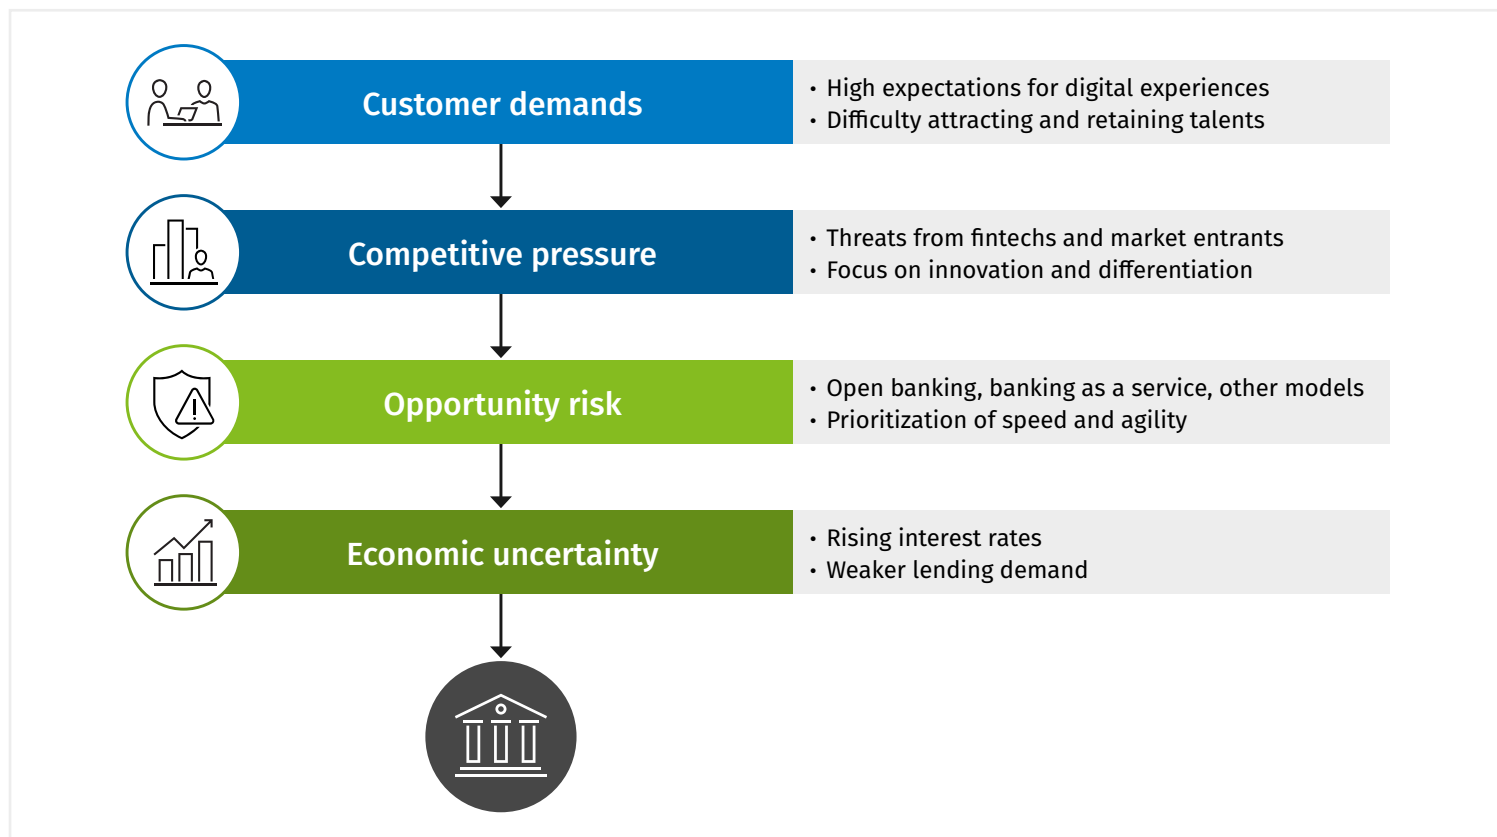 Customer demands
• High expectations for digital experiences
• Difficulty attracting and retaining talents
Competitive pressure
• Threats from fintechs and market entrants
• Focus on innovation and differentiation
Opportunity risk
• Open banking, banking as a service, other models
• Prioritization of speed and agility
Economic uncertainty
• Rising interest rates
• Weaker lending demand